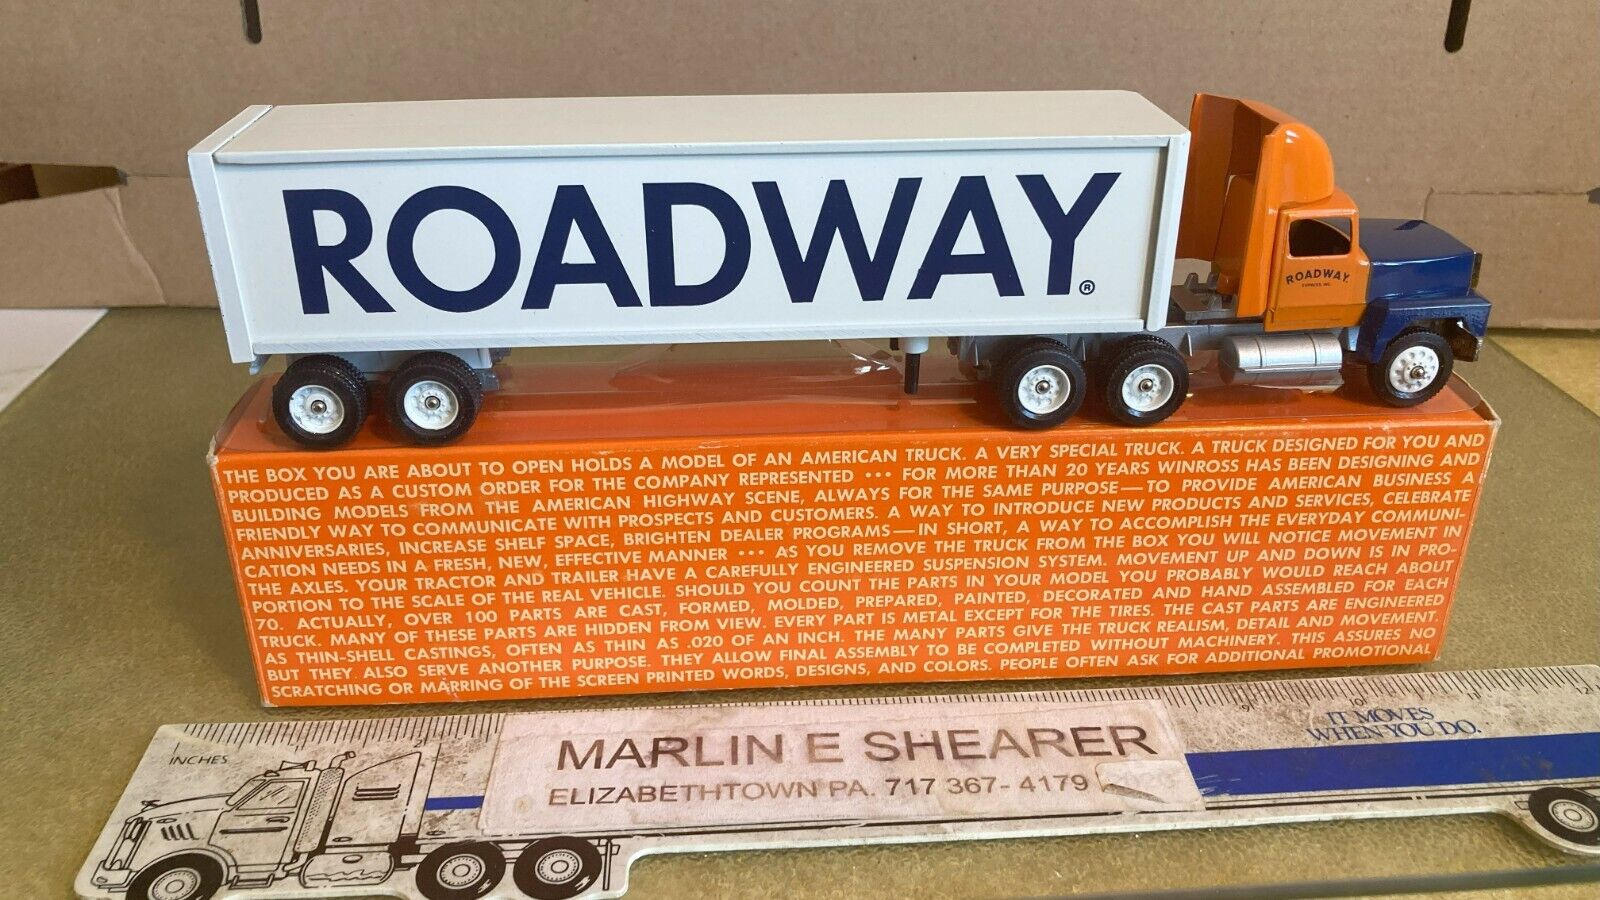 ROADWAY®
ROADWAY
EXPRESS, INC.
THE BOX YOU ARE ABOUT TO OPEN HOLDS A MODEL OF AN AMERICAN TRUCK. A VERY SPECIAL TRUCK. A TRUCK DESIGNED FOR YOU AND
PRODUCED AS A CUSTOM ORDER FOR THE COMPANY REPRESENTED ••• FOR MORE THAN 20 YEARS WINROSS HAS BEEN DESIGNING AND
BUILDING MODELS FROM THE AMERICAN HIGHWAY SCENE, ALWAYS FOR THE SAME PURPOSE—TO PROVIDE AMERICAN BUSINESS A
FRIENDLY WAY TO COMMUNICATE WITH PROSPECTS AND CUSTOMERS. A WAY TO INTRODUCE NEW PRODUCTS AND SERVICES, CELEBRATE
ANNIVERSARIES, INCREASE SHELF SPACE, BRIGHTEN DEALER PROGRAMS—IN SHORT, A WAY TO ACCOMPLISH THE EVERYDAY COMMUNI-
CATION NEEDS IN A FRESH, NEW, EFFECTIVE MANNER ••• AS YOU REMOVE THE TRUCK FROM THE BOX YOU WILL NOTICE MOVEMENT IN
THE AXLES. YOUR TRACTOR AND TRAILER HAVE A CAREFULLY ENGINEERED SUSPENSION SYSTEM. MOVEMENT UP AND DOWN IS IN PRO-
PORTION TO THE SCALE OF THE REAL VEHICLE. SHOULD YOU COUNT THE PARTS IN YOUR MODEL YOU PROBABLY WOULD REACH ABOUT
70. ACTUALLY, OVER 100 PARTS ARE CAST, FORMED, MOLDED, PREPARED, PAINTED, DECORATED AND HAND ASSEMBLED FOR EACH
TRUCK. MANY OF THESE PARTS ARE HIDDEN FROM VIEW. EVERY PART IS METAL EXCEPT FOR THE TIRES. THE CAST PARTS ARE ENGINEERED
AS THIN-SHELL CASTINGS, OFTEN AS THIN AS .020 OF AN INCH. THE MANY PARTS GIVE THE TRUCK REALISM, DETAIL AND MOVEMENT.
BUT THEY ALSO SERVE ANOTHER PURPOSE. THEY ALLOW FINAL ASSEMBLY TO BE COMPLETED WITHOUT MACHINERY. THIS ASSURES NO
SCRATCHING OR MARRING OF THE SCREEN PRINTED WORDS, DESIGNS, AND COLORS. PEOPLE OFTEN ASK FOR ADDITIONAL PROMOTIONAL
9 10 11 12
INCHES
IT MOVES
WHEN YOU DO.
MARLIN E SHEARER
ELIZABETHTOWN PA. 717 367-4179